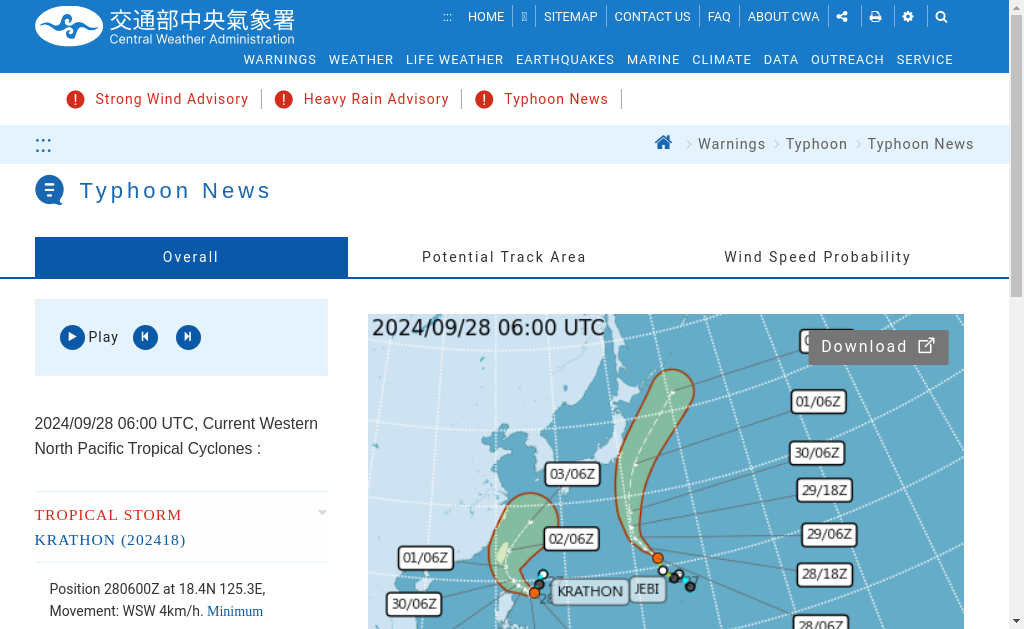 交通部中央氣象署
Central Weather Administration
::: HOME SITEMAP CONTACT US FAQ ABOUT CWA
WARNINGS WEATHER LIFE WEATHER EARTHQUAKES MARINE CLIMATE DATA OUTREACH SERVICE
Strong Wind Advisory Heavy Rain Advisory Typhoon News
::: Warnings Typhoon Typhoon News
Typhoon News
Overall Potential Track Area Wind Speed Probability
Play
2024/09/28 06:00 UTC, Current Western
North Pacific Tropical Cyclones :
TROPICAL STORM
KRATHON (202418)
Position 280600Z at 18.4N 125.3E,
Movement: WSW 4km/h. Minimum
2024/09/28 06:00 UTC
Download
01/06Z
30/06Z
03/06Z
29/18Z
29/06Z
02/06Z
01/06Z
28/18Z
KRATHON
JEBI
30/06Z
28/06Z